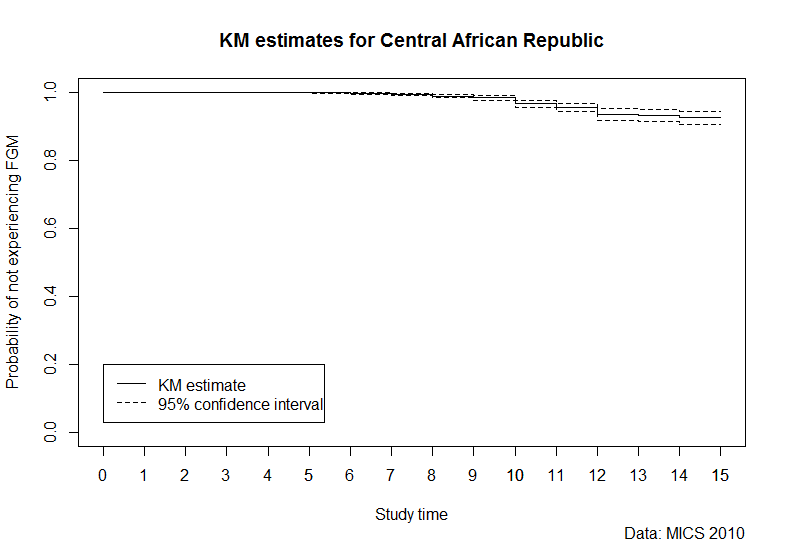 KM estimates for Central African Republic
Probability of not experiencing FGM
1.0
0.8
0.6
0.4
0.2
0.0
KM estimate
95% confidence interval
0 1 2 3 4 5 6 7 8 9 10 11 12 13 14 15
Study time
Data: MICS 2010